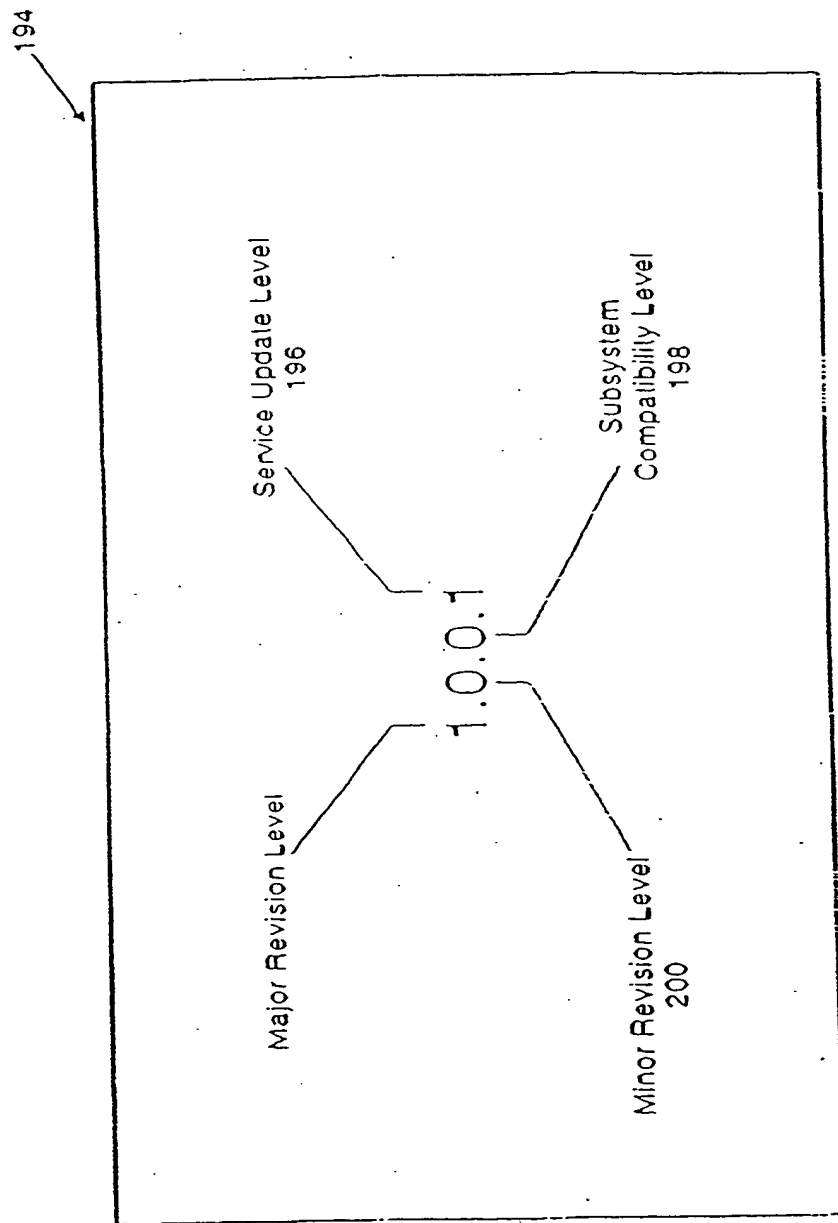 194
Major Revision Level
Service Update Level
196
1.0.0.1
Minor Revision Level
200
Subsystem
Compatibility Level
198